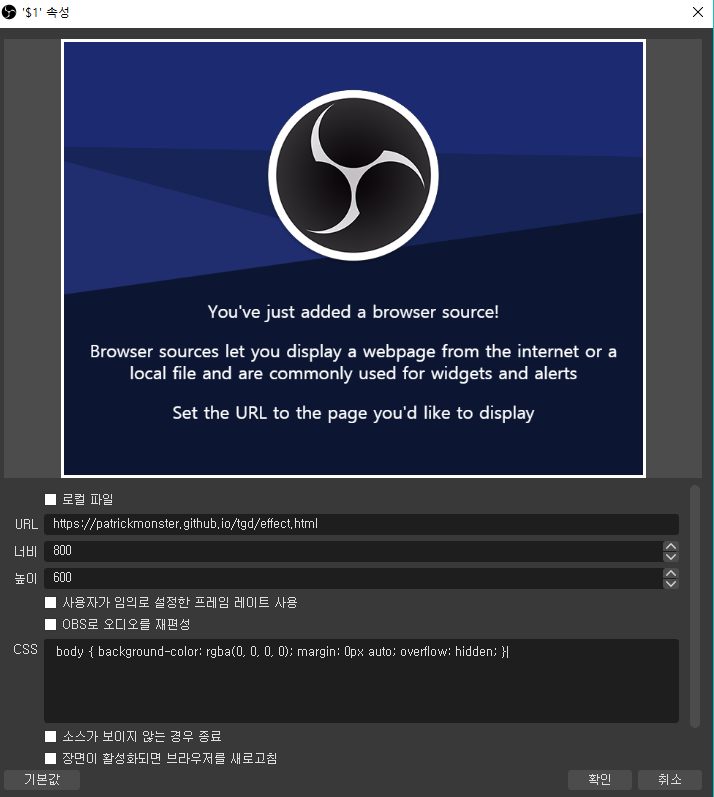 '$1' 속성
You've just added a browser source!
Browser sources let you display a webpage from the internet or a
local file and are commonly used for widgets and alerts
Set the URL to the page you'd like to display
로컬 파일
URL https://patrickmonster.github.io/tgd/effect.html
너비 800
높이 600
사용자가 임의로 설정한 프레임 레이트 사용
OBS로 오디오를 재편성
CSS body { background-color: rgba(0, 0, 0, 0); margin: 0px auto; overflow: hidden; }
소스가 보이지 않는 경우 종료
장면이 활성화되면 브라우저를 새로고침
기본값 확인 취소